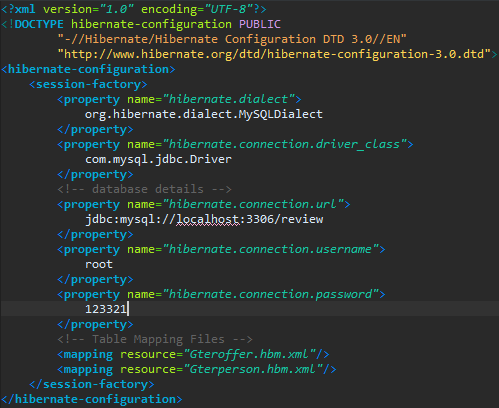 <?xml version="1.0" encoding="UTF-8"?>
<!DOCTYPE hibernate-configuration PUBLIC
"-//Hibernate/Hibernate Configuration DTD 3.0//EN"
"http://www.hibernate.org/dtd/hibernate-configuration-3.0.dtd">
<hibernate-configuration>
<session-factory>
<property name="hibernate.dialect">
org.hibernate.dialect.MySQLDialect
</property>
<property name="hibernate.connection.driver_class">
com.mysql.jdbc.Driver
</property>
<!-- database details -->
<property name="hibernate.connection.url">
jdbc:mysql://localhost:3306/review
</property>
<property name="hibernate.connection.username">
root
</property>
<property name="hibernate.connection.password">
123321
</property>
<!-- Table Mapping Files -->
<mapping resource="Gteroffer.hbm.xml"/>
<mapping resource="Gterperson.hbm.xml"/>
</session-factory>
</hibernate-configuration>